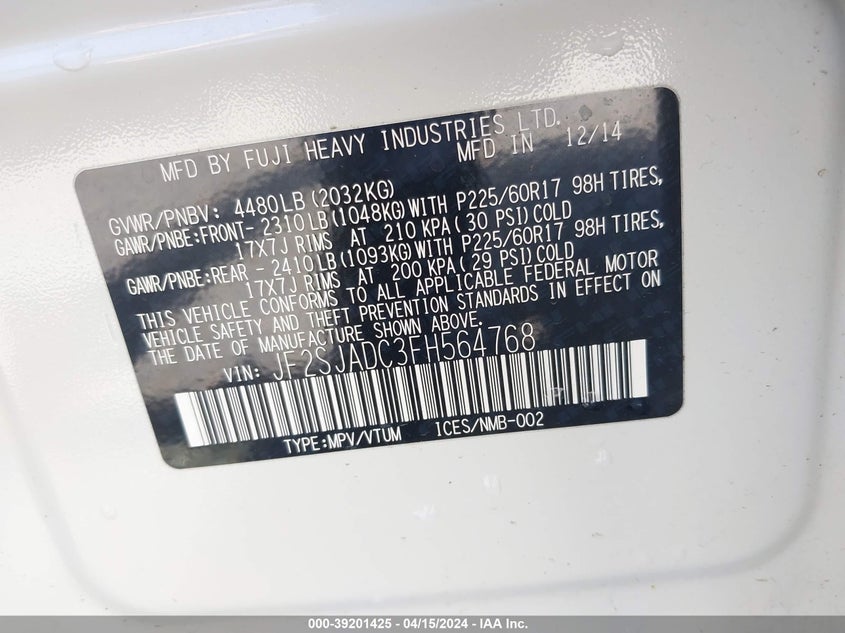 MFD BY FUJI HEAVY INDUSTRIES LTD.
MFD IN 12/14
GVWR/PNBV: 4480LB(2032KG)
GAWR/PNBE:FRONT- 2310LB(1048KG)WITH P225/60R17 98H TIRES,
17X7J RIMS AT 210 KPA(30 PSI)COLD
GAWR/PNBE:REAR - 2410LB(1093KG)WITH P225/60R17 98H TIRES,
17X7J RIMS AT 200 KPA(29 PSI)COLD
THIS VEHICLE CONFORMS TO ALL APPLICABLE FEDERAL MOTOR
VEHICLE SAFETY AND THEFT PREVENTION STANDARDS IN EFFECT ON
THE DATE OF MANUFACTURE SHOWN ABOVE.
VIN: JF2SJADC3FH564768
TYPE:MPV/VTUM ICES/NMB-002
000-39201425 - 04/15/2024 - IAA Inc.